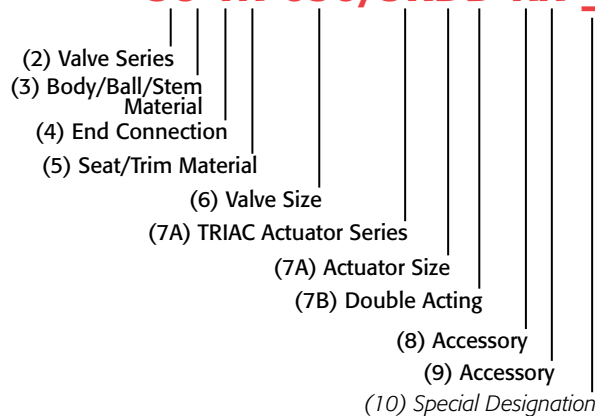 (2) Valve Series
(3) Body/Ball/Stem
Material
(4) End Connection
(5) Seat/Trim Material
(6) Valve Size
(7A) TRIAC Actuator Series
(7A) Actuator Size
(7B) Double Acting
(8) Accessory
(9) Accessory
(10) Special Designation